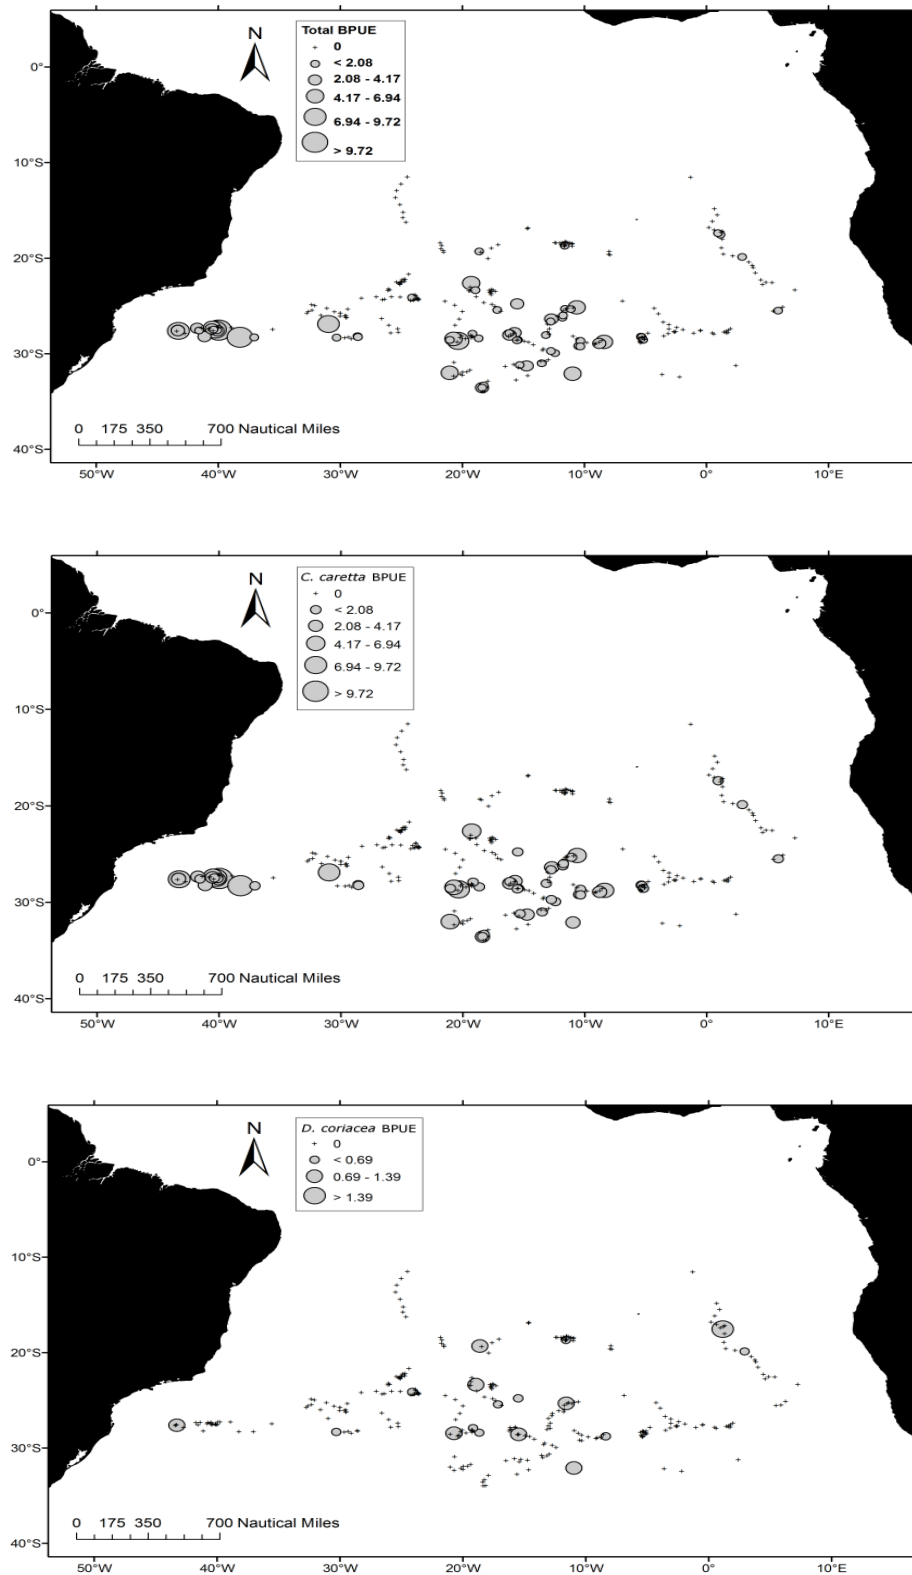 N
Total BPUE
0
< 2.08
2.08 - 4.17
4.17 - 6.94
6.94 - 9.72
> 9.72
0°
10°S
20°S
30°S
40°S
0 175 350 700 Nautical Miles
50°W 40°W 30°W 20°W 10°W 0° 10°E
N
C. caretta BPUE
0
< 2.08
2.08 - 4.17
4.17 - 6.94
6.94 - 9.72
> 9.72
0°
10°S
20°S
30°S
40°S
0 175 350 700 Nautical Miles
50°W 40°W 30°W 20°W 10°W 0° 10°E
N
D. coriacea BPUE
0
< 0.69
0.69 - 1.39
> 1.39
0°
10°S
20°S
30°S
40°S
0 175 350 700 Nautical Miles
50°W 40°W 30°W 20°W 10°W 0° 10°E